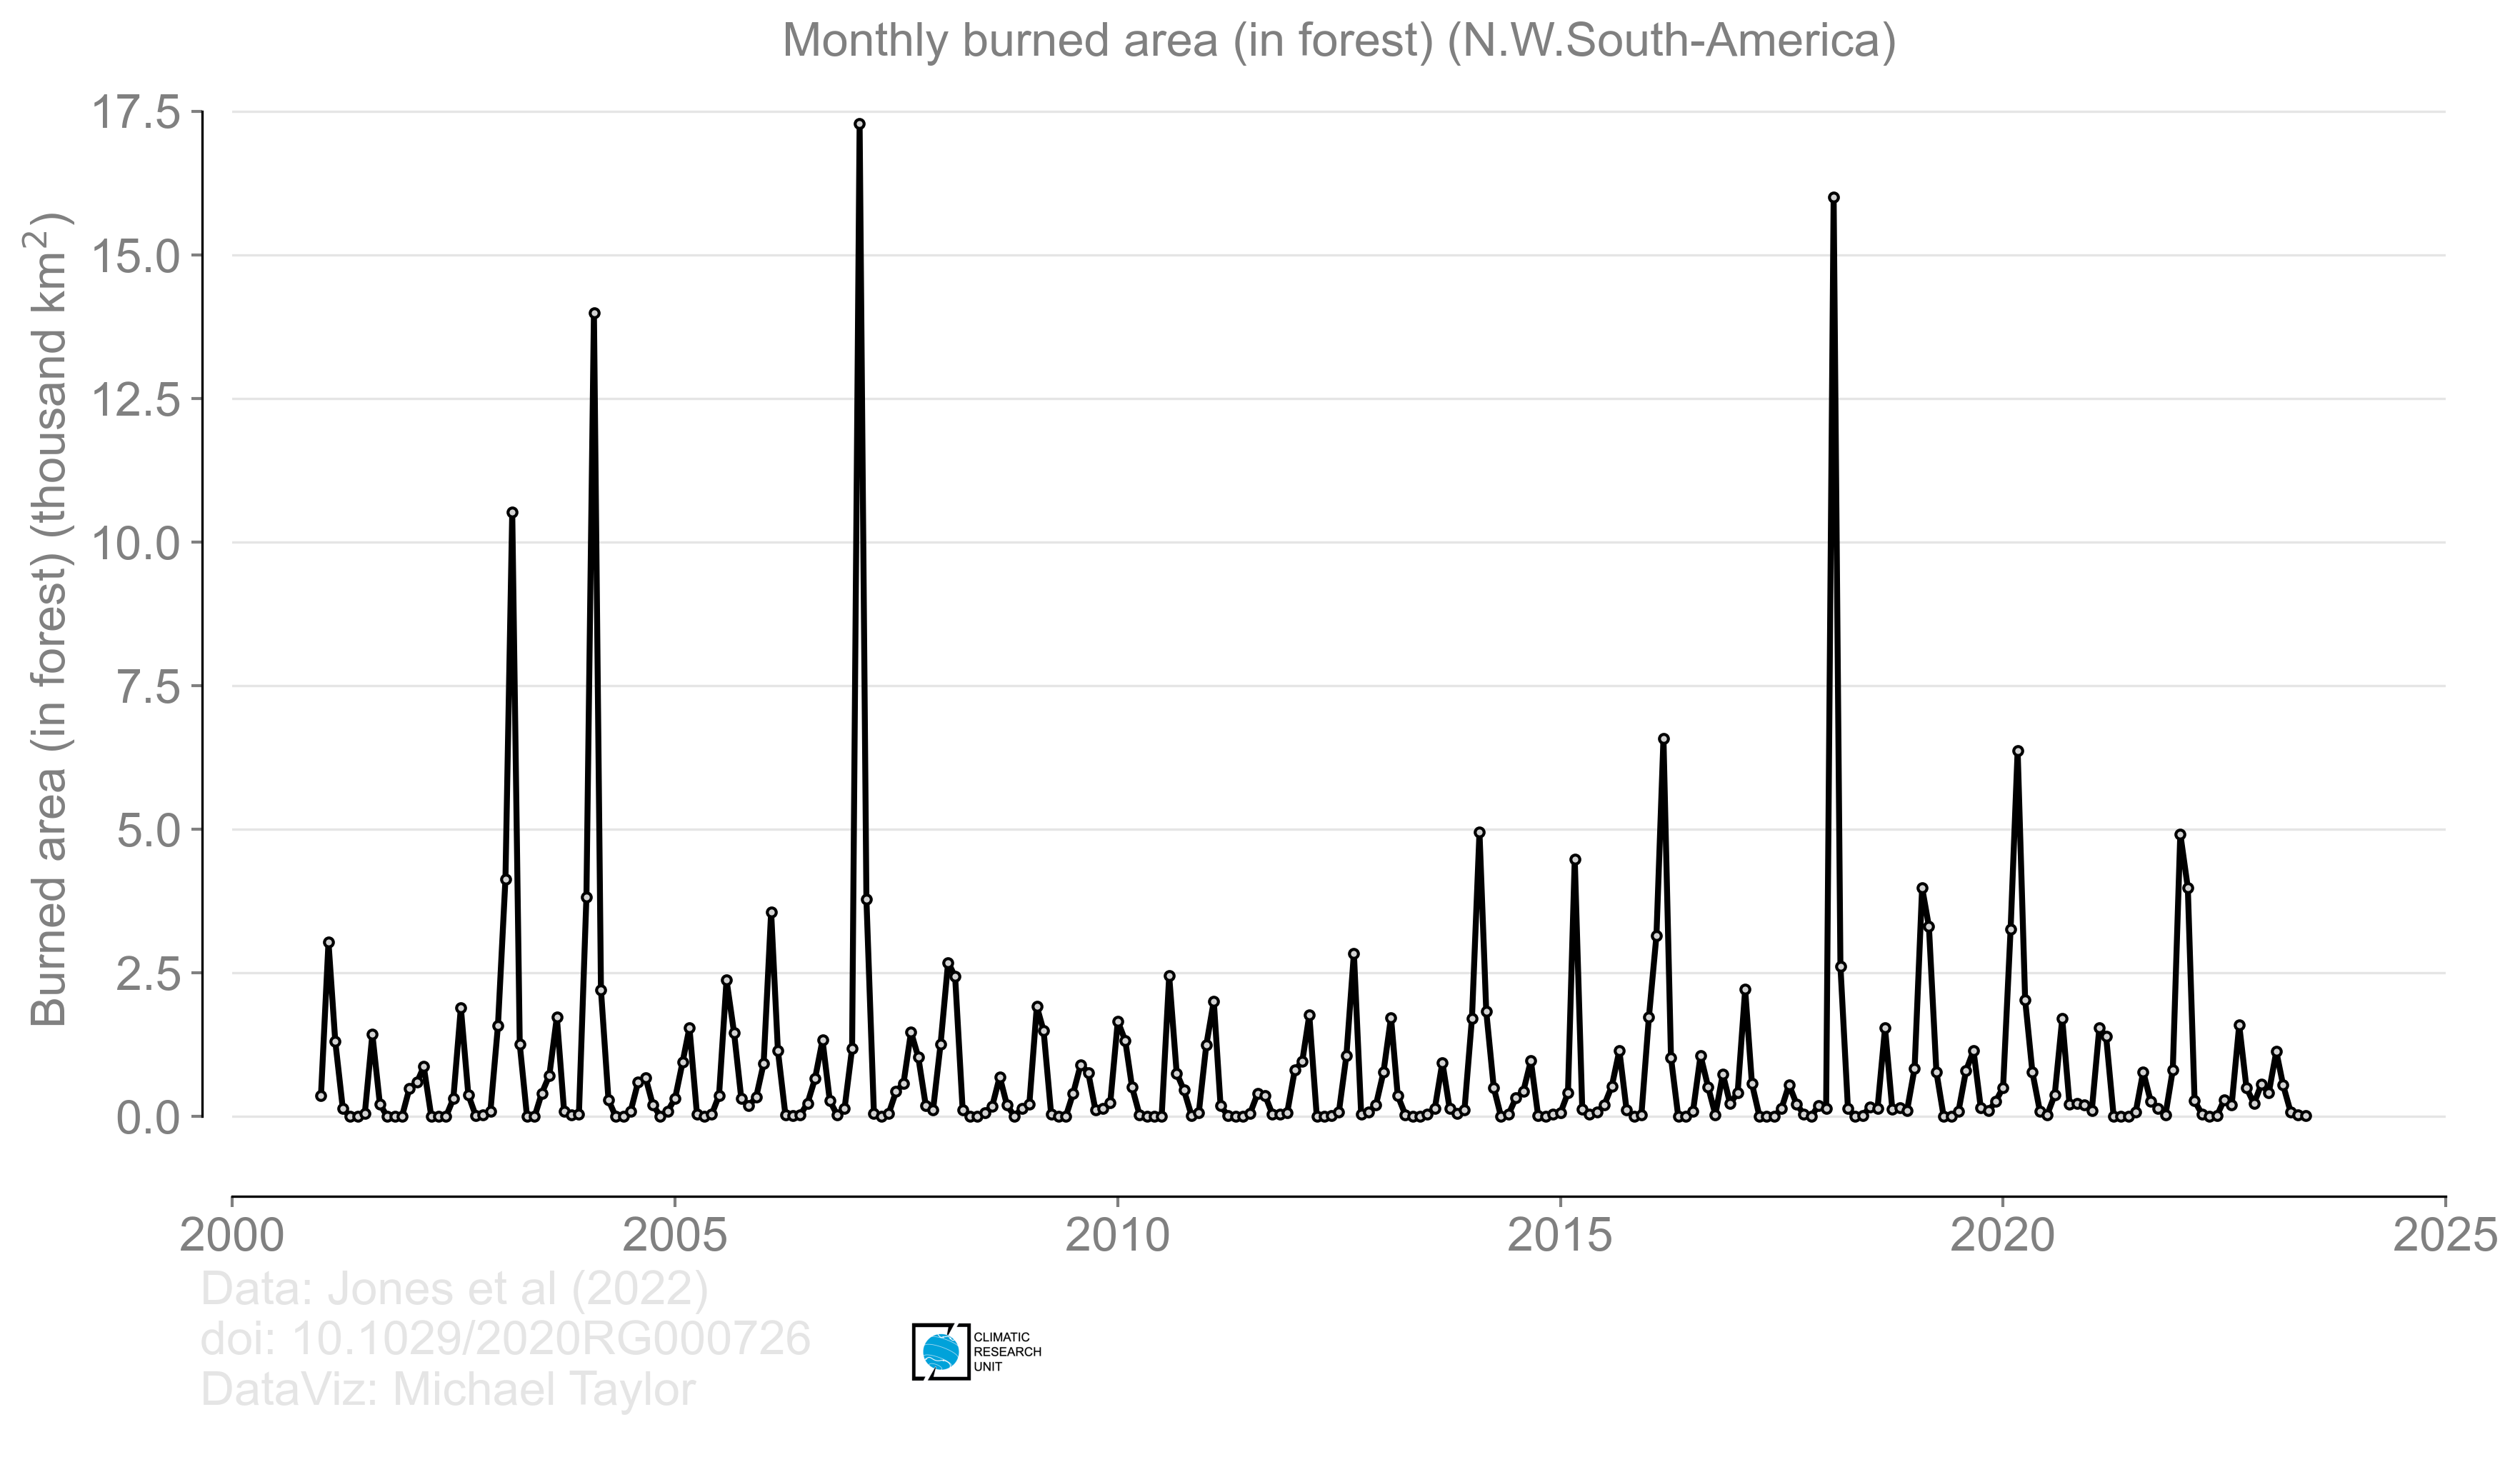 Monthly burned area (in forest) (N.W.South-America)
Burned area (in forest) (thousand km²)
17.5
15.0
12.5
10.0
7.5
5.0
2.5
0.0
2000 2005 2010 2015 2020 2025
Data: Jones et al (2022)
doi: 10.1029/2020RG000726
DataViz: Michael Taylor
CLIMATIC
RESEARCH
UNIT